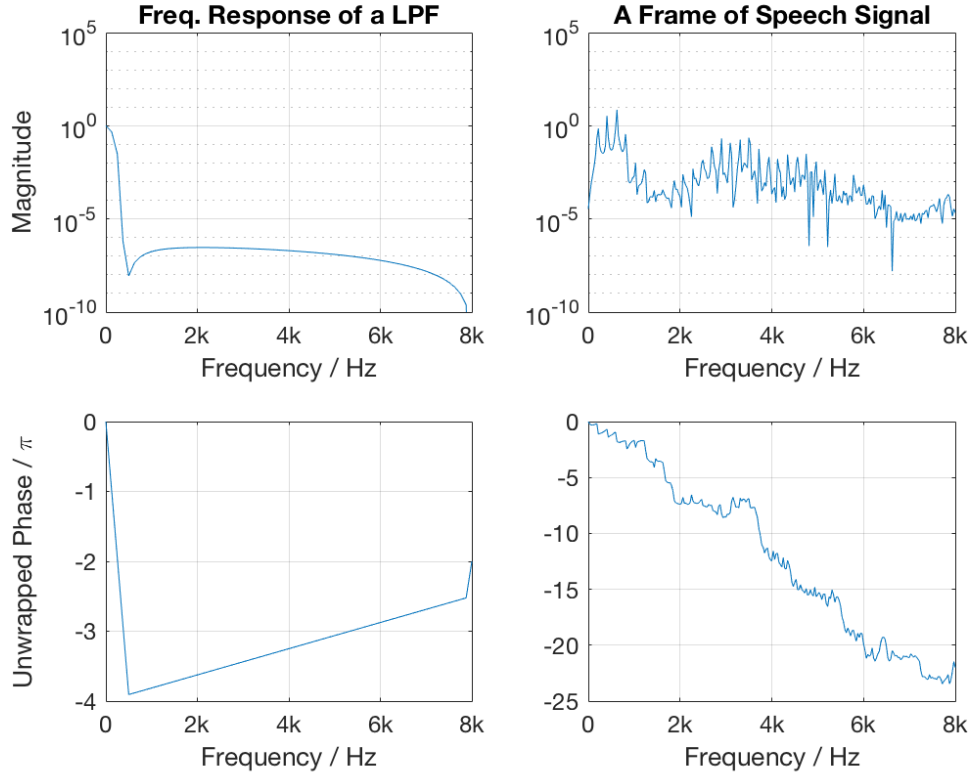 Freq. Response of a LPF
10^5
10^0
10^-5
10^-10
Magnitude
0 2k 4k 6k 8k
Frequency / Hz
A Frame of Speech Signal
10^5
10^0
10^-5
10^-10
0 2k 4k 6k 8k
Frequency / Hz
0
-1
-2
-3
-4
Unwrapped Phase / π
0 2k 4k 6k 8k
Frequency / Hz
0
-5
-10
-15
-20
-25
0 2k 4k 6k 8k
Frequency / Hz